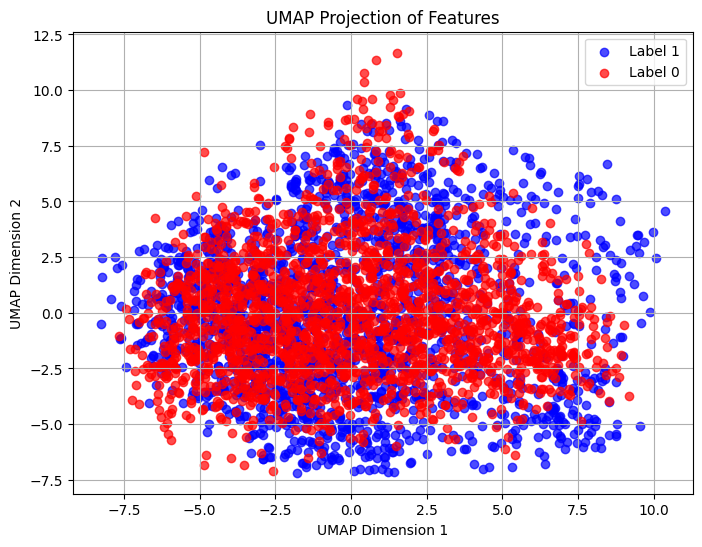 UMAP Projection of Features
Label 1
Label 0
12.5
10.0
7.5
5.0
2.5
0.0
−2.5
−5.0
−7.5
UMAP Dimension 2
−7.5 −5.0 −2.5 0.0 2.5 5.0 7.5 10.0
UMAP Dimension 1